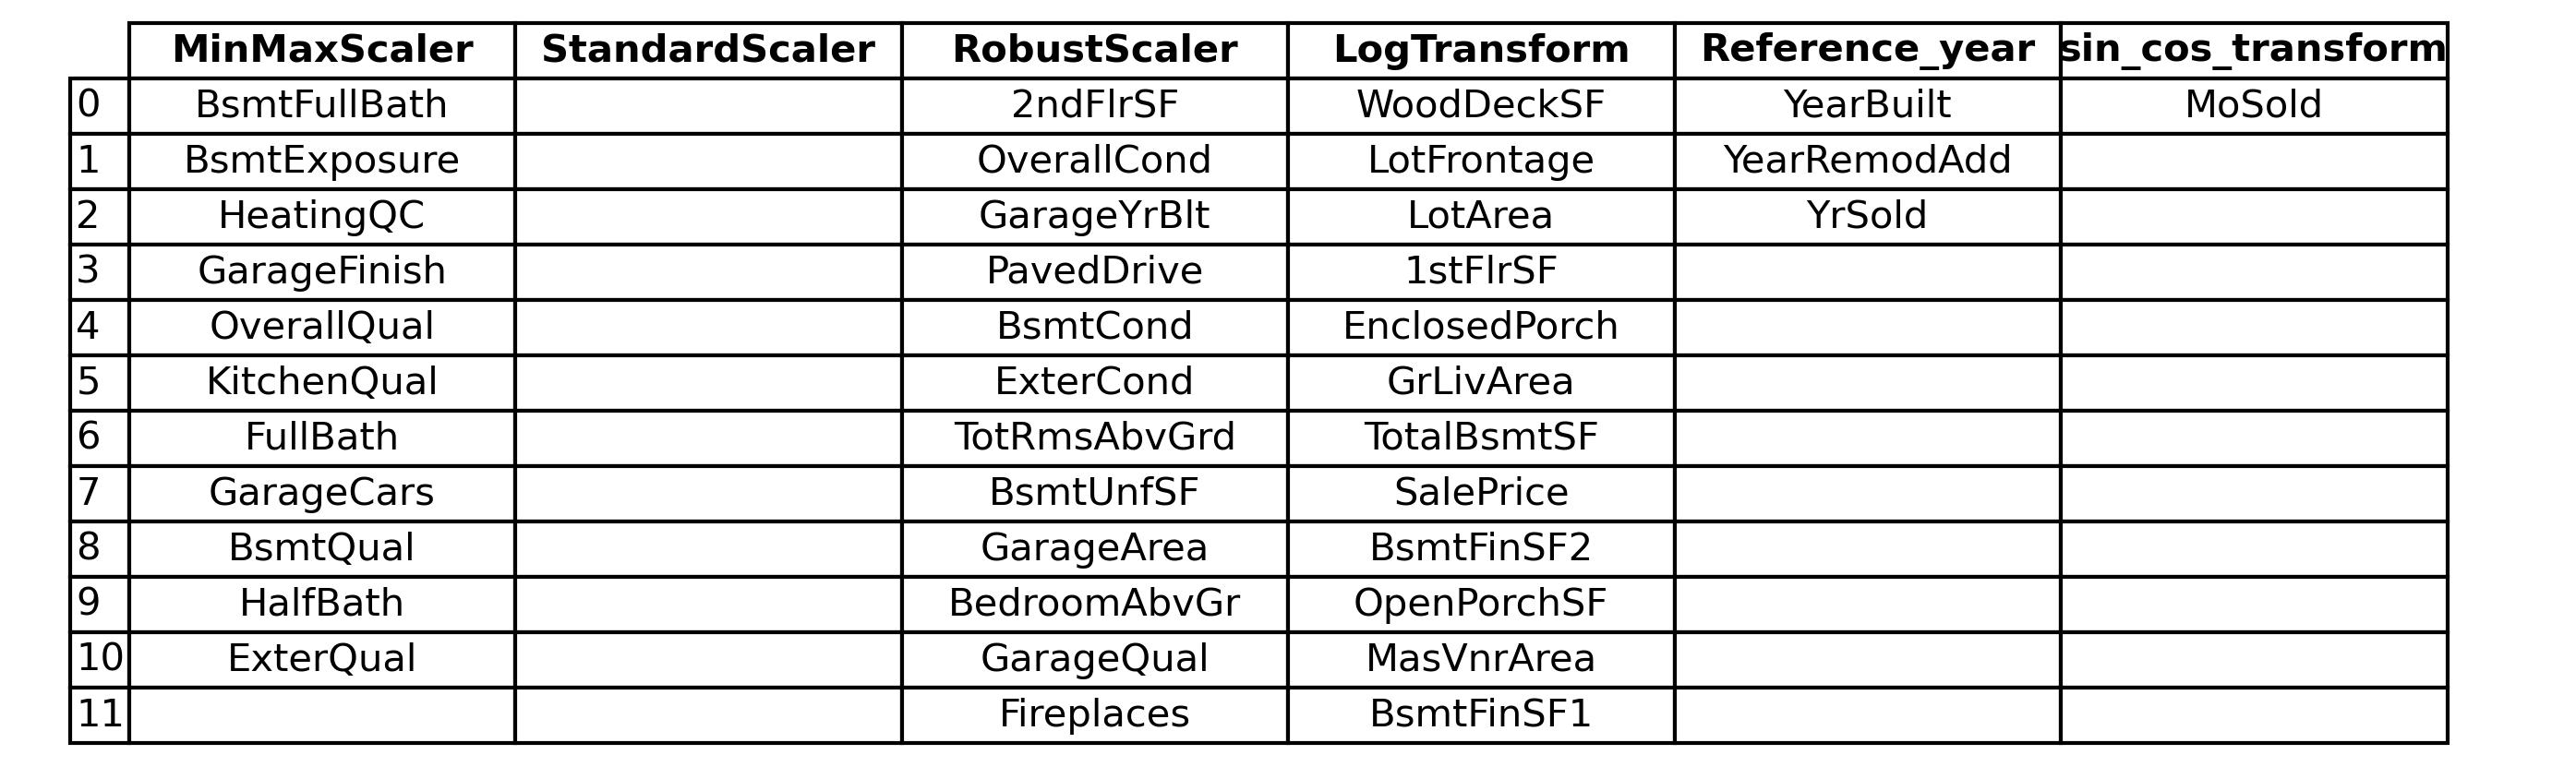 MinMaxScaler StandardScaler RobustScaler LogTransform Reference_year sin_cos_transform
0 BsmtFullBath 2ndFlrSF WoodDeckSF YearBuilt MoSold
1 BsmtExposure OverallCond LotFrontage YearRemodAdd
2 HeatingQC GarageYrBlt LotArea YrSold
3 GarageFinish PavedDrive 1stFlrSF
4 OverallQual BsmtCond EnclosedPorch
5 KitchenQual ExterCond GrLivArea
6 FullBath TotRmsAbvGrd TotalBsmtSF
7 GarageCars BsmtUnfSF SalePrice
8 BsmtQual GarageArea BsmtFinSF2
9 HalfBath BedroomAbvGr OpenPorchSF
10 ExterQual GarageQual MasVnrArea
11 Fireplaces BsmtFinSF1